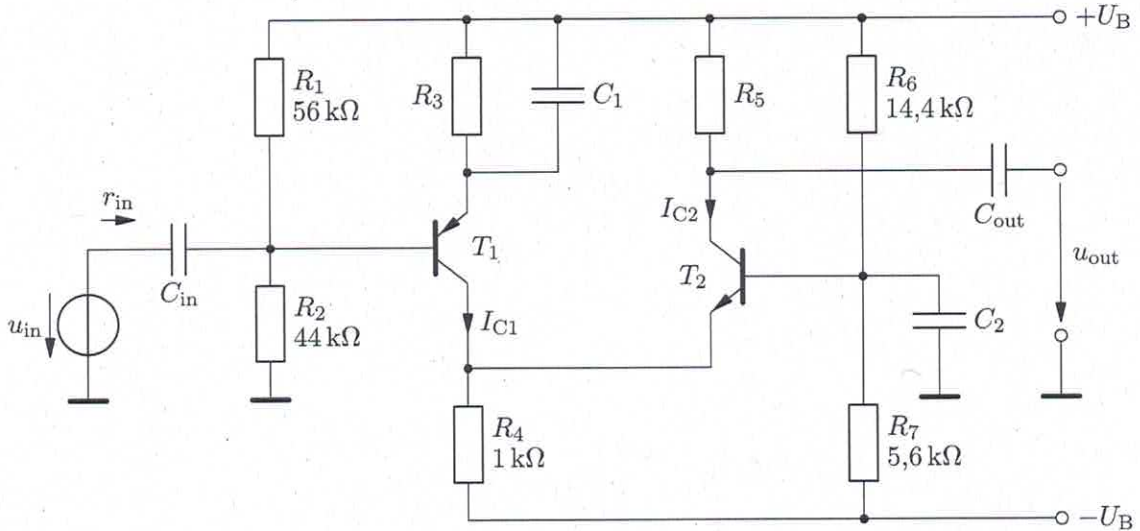 +U_B
R_1
56 kΩ
R_3
C_1
R_5
R_6
14,4 kΩ
r_in
I_C2
C_out
T_1
u_out
T_2
C_in
R_2
44 kΩ
u_in
I_C1
C_2
R_4
1 kΩ
R_7
5,6 kΩ
−U_B